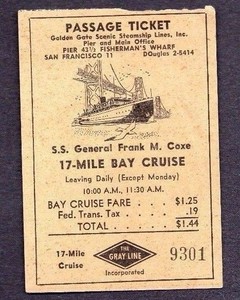 PASSAGE TICKET
Golden Gate Scenic Steamship Lines, Inc.
Pier and Main Office
PIER 43½ FISHERMAN'S WHARF
SAN FRANCISCO 11 DOuglas 2-5414
S.S. General Frank M. Coxe
17-MILE BAY CRUISE
Leaving Daily (Except Monday)
10:00 A.M., 11:30 A.M.
BAY CRUISE FARE - - $1.25
Fed. Trans. Tax - - .19
TOTAL - - - $1.44
17-Mile
Cruise
THE
GRAY LINE
Incorporated
9301